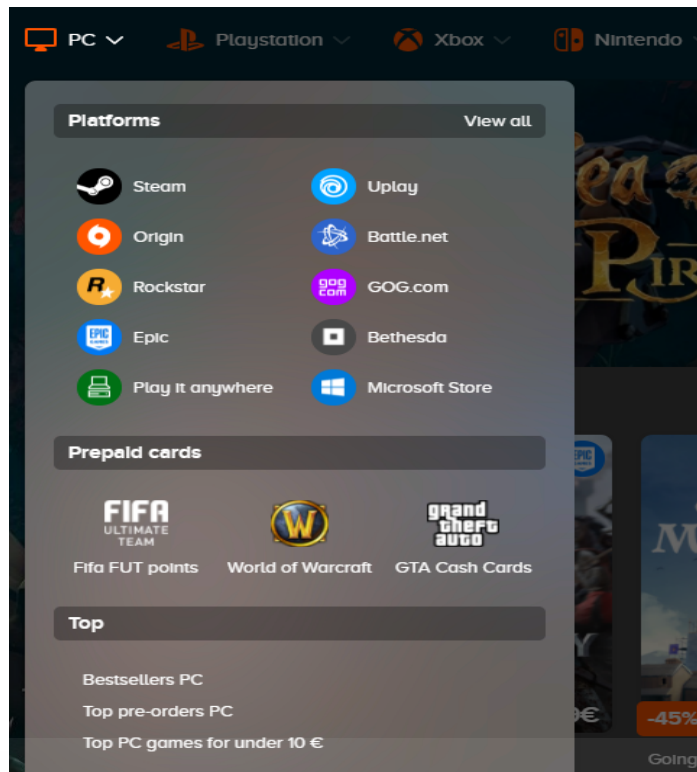 PC Playstation Xbox Nintendo
Platforms View all
Steam Uplay
Origin Battle.net
Rockstar GOG.com
Epic Bethesda
Play it anywhere Microsoft Store
Prepaid cards
FIFA
ULTIMATE
TEAM
W
grand
theft
auto
Fifa FUT points World of Warcraft GTA Cash Cards
Top
Bestsellers PC
Top pre-orders PC
Top PC games for under 10 €
-45%
Going